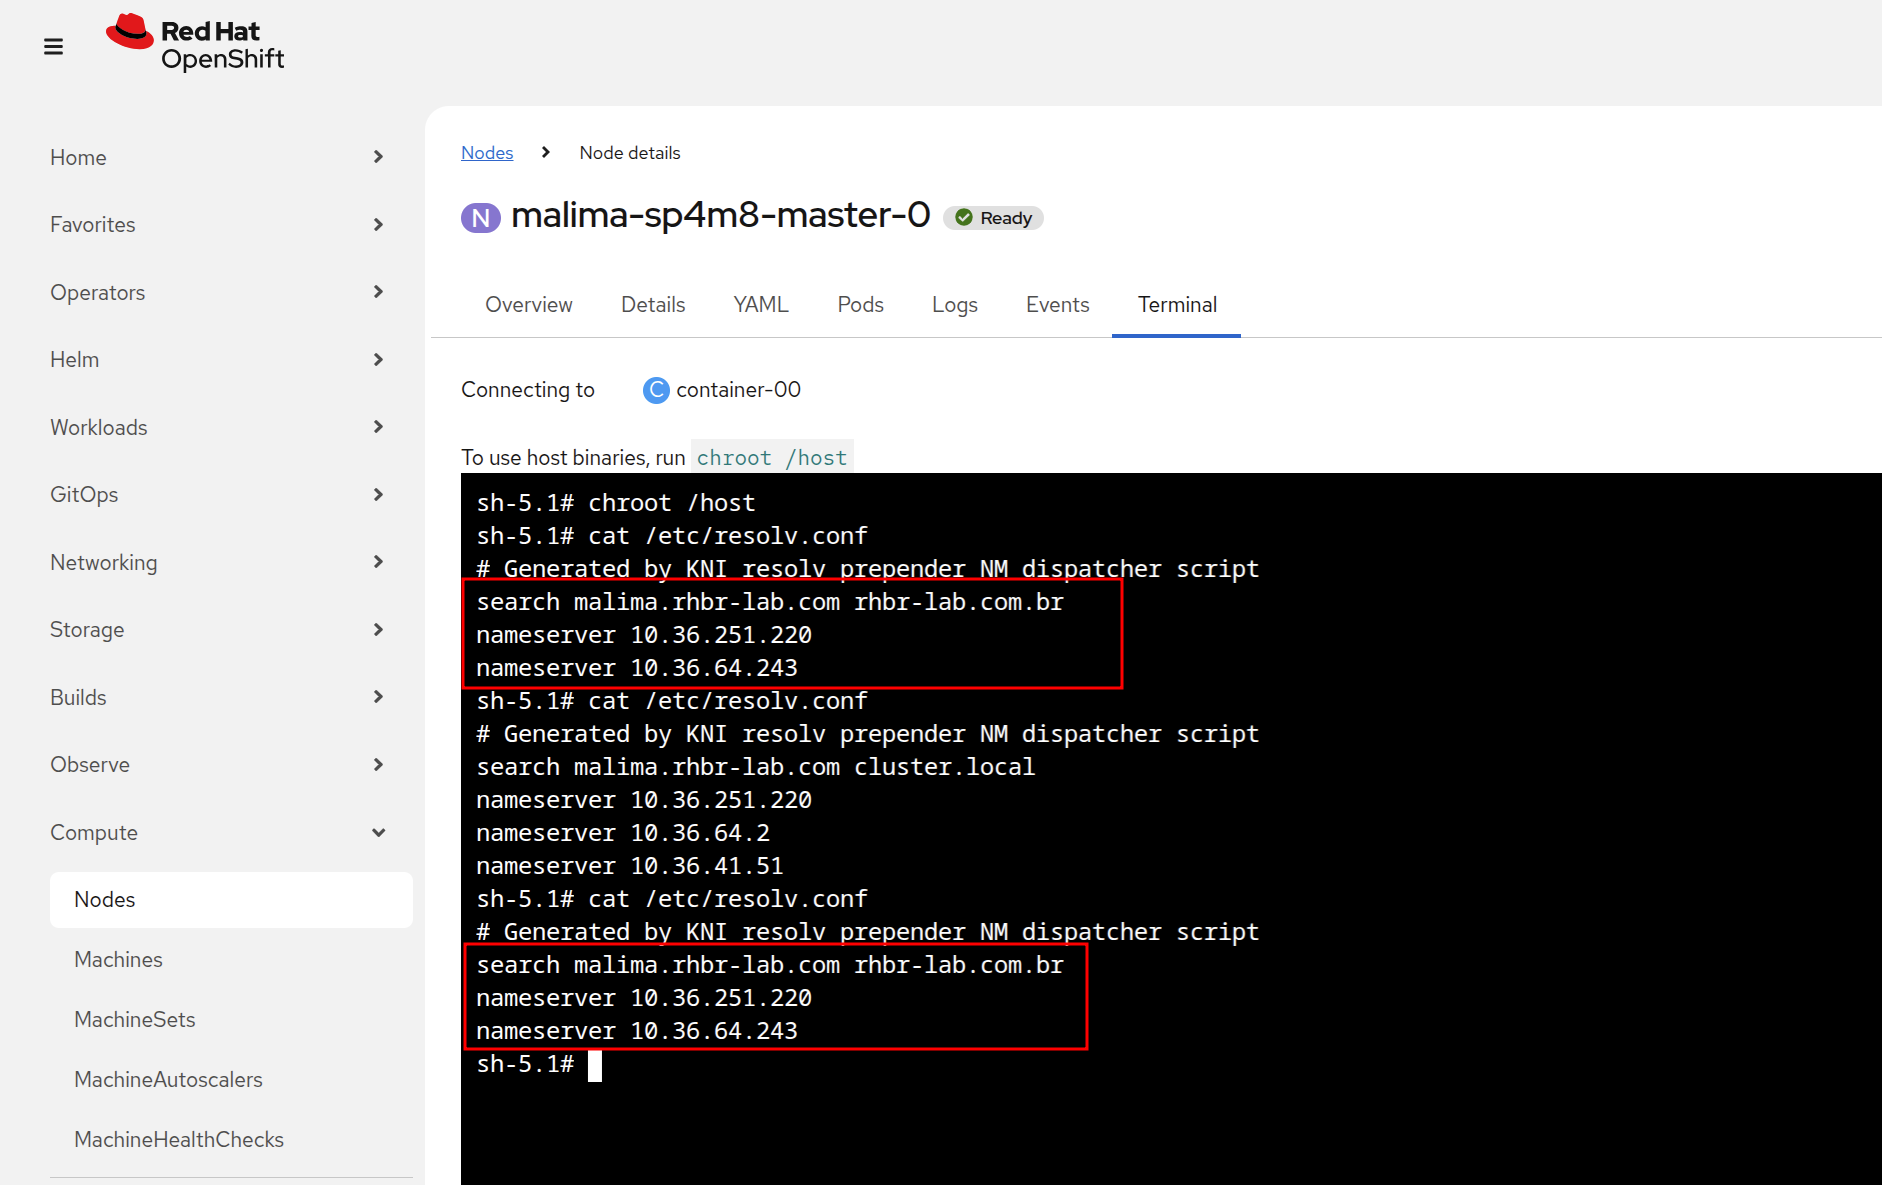 Red Hat
OpenShift
Home
Favorites
Operators
Helm
Workloads
GitOps
Networking
Storage
Builds
Observe
Compute
Nodes
Machines
MachineSets
MachineAutoscalers
MachineHealthChecks
Nodes > Node details
N malima-sp4m8-master-0 Ready
Overview Details YAML Pods Logs Events Terminal
Connecting to C container-00
To use host binaries, run chroot /host
sh-5.1# chroot /host
sh-5.1# cat /etc/resolv.conf
# Generated by KNI resolv prepender NM dispatcher script
search malima.rhbr-lab.com rhbr-lab.com.br
nameserver 10.36.251.220
nameserver 10.36.64.243
sh-5.1# cat /etc/resolv.conf
# Generated by KNI resolv prepender NM dispatcher script
search malima.rhbr-lab.com cluster.local
nameserver 10.36.251.220
nameserver 10.36.64.2
nameserver 10.36.41.51
sh-5.1# cat /etc/resolv.conf
# Generated by KNI resolv prepender NM dispatcher script
search malima.rhbr-lab.com rhbr-lab.com.br
nameserver 10.36.251.220
nameserver 10.36.64.243
sh-5.1#